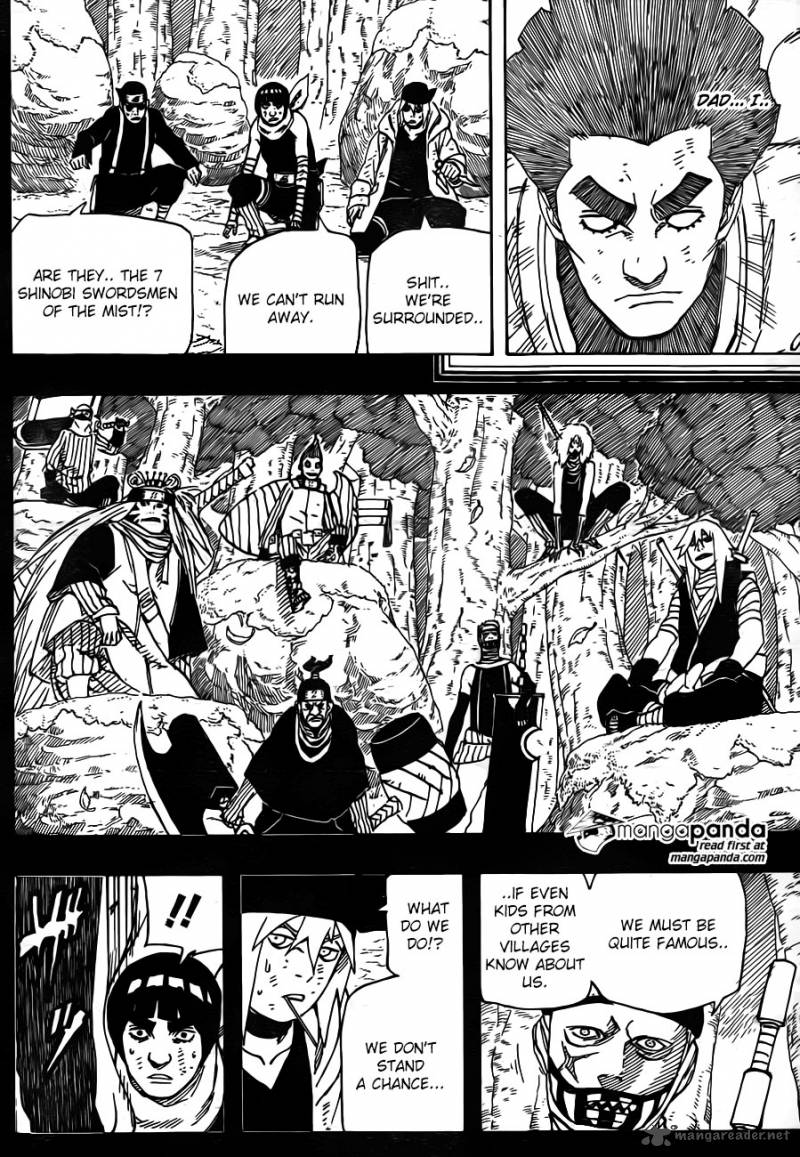 ARE THEY.. THE 7
SHINOBI SWORDSMEN
OF THE MIST!?
WE CAN'T RUN
AWAY.
SHIT..
WE'RE
SURROUNDED..
DAD... I..
mangapanda
read first at
mangapanda.com
!!
WHAT
DO WE
DO!?
WE DON'T
STAND
A CHANCE...
..IF EVEN
KIDS FROM
OTHER
VILLAGES
KNOW ABOUT
US.
WE MUST BE
QUITE FAMOUS..
mangareader.net